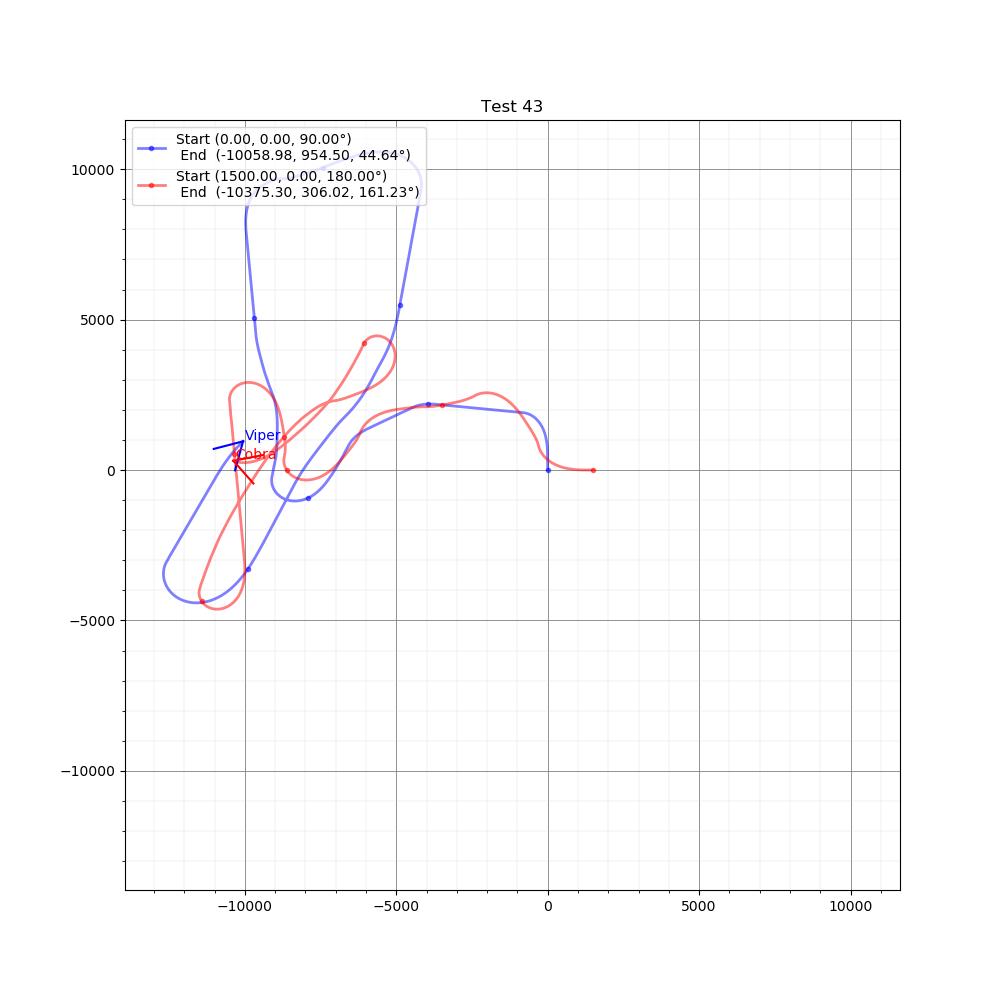 Test 43
Start (0.00, 0.00, 90.00°)
End (-10058.98, 954.50, 44.64°)
Start (1500.00, 0.00, 180.00°)
End (-10375.30, 306.02, 161.23°)
10000
5000
Viper
Cobra
0
−5000
−10000
−10000
−5000
0
5000
10000